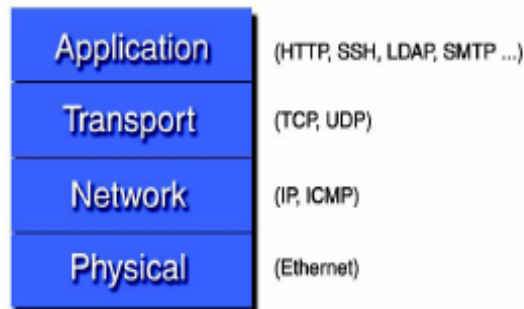 Application (HTTP, SSH, LDAP, SMTP ...)
Transport (TCP, UDP)
Network (IP, ICMP)
Physical (Ethernet)